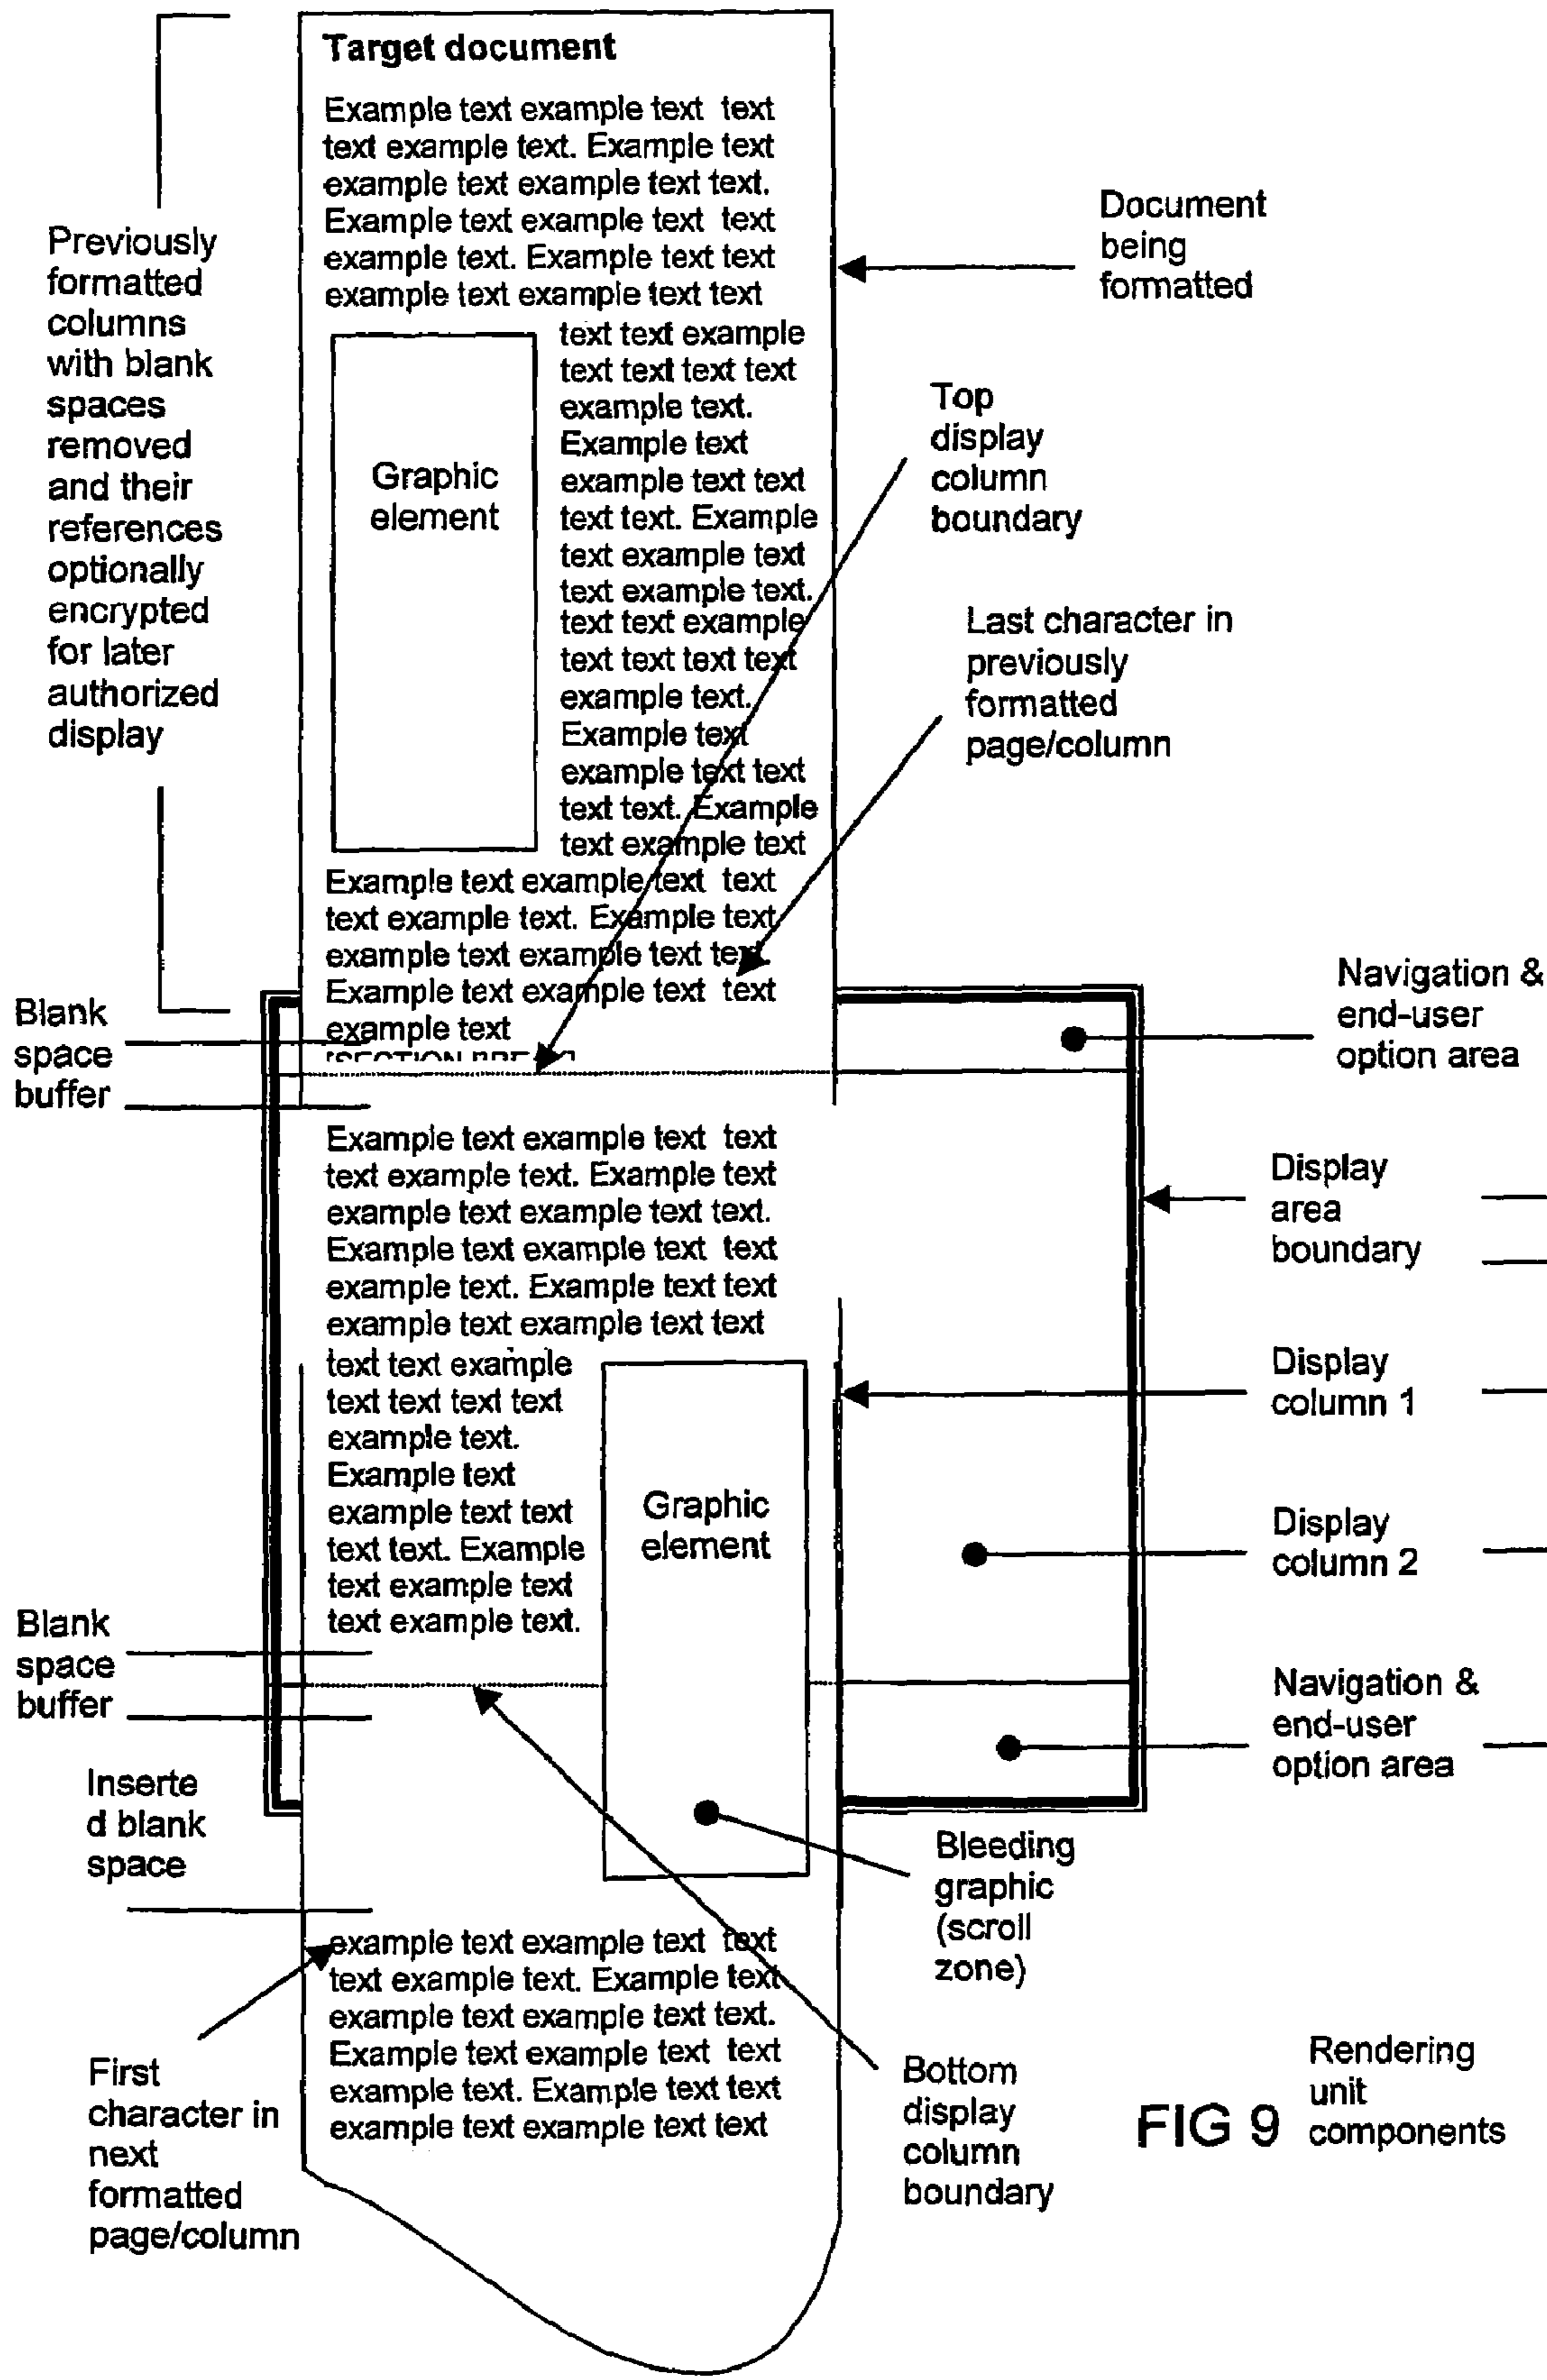 Target document
Example text example text  text
text example text. Example text
example text example text text.
Example text example text  text
example text. Example text text
example text example text text
text text example
text text text text
example text.
Example text
example text text
text text. Example
text example text
text example text.
text text example
text text text text
example text.
Example text
example text text
text text. Example
text example text
Graphic
element
Example text example text  text
text example text. Example text
example text example text text.
Example text example text  text
example text
Example text example text  text
text example text. Example text
example text example text text.
Example text example text  text
example text. Example text text
example text example text text
text text example
text text text text
example text.
Example text
example text text
text text. Example
text example text
text example text.
Graphic
element
example text example text  text
text example text. Example text
example text example text text.
Example text example text  text
example text. Example text text
example text example text text
Previously
formatted
columns
with blank
spaces
removed
and their
references
optionally
encrypted
for later
authorized
display
Blank
space
buffer
Blank
space
buffer
Inserte
d blank
space
First
character in
next
formatted
page/column
Document
being
formatted
Top
display
column
boundary
Last character in
previously
formatted
page/column
Navigation &
end-user
option area
Display
area
boundary
Display
column 1
Display
column 2
Navigation &
end-user
option area
Bleeding
graphic
(scroll
zone)
Bottom
display
column
boundary
FIG 9
Rendering
unit
components